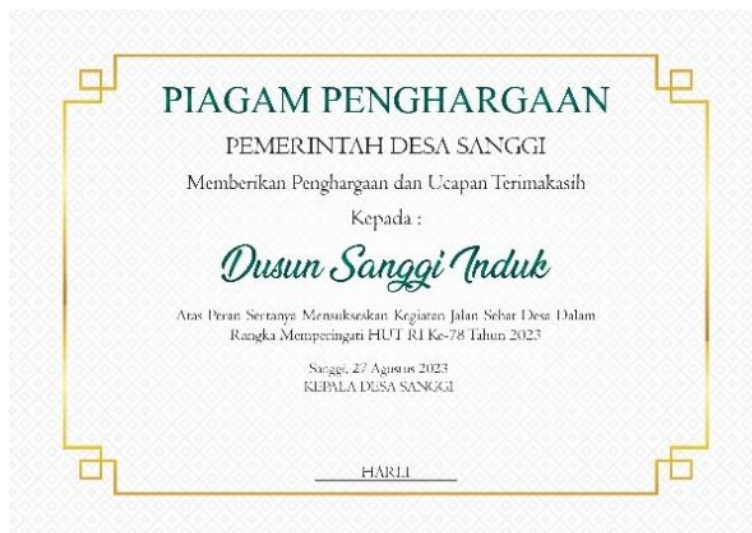 PIAGAM PENGHARGAAN
PEMERINTAH DESA SANGGI
Memberikan Penghargaan dan Ucapan Terimakasih
Kepada :
Dusun Sanggi Induk
Atas Peran Sertanya Mensukseskan Kegiatan Jalan Sehat Desa Dalam
Rangka Memperingati HUT RI Ke-78 Tahun 2023
Sanggi, 27 Agustus 2023
KEPALA DESA SANGGI
HARLI